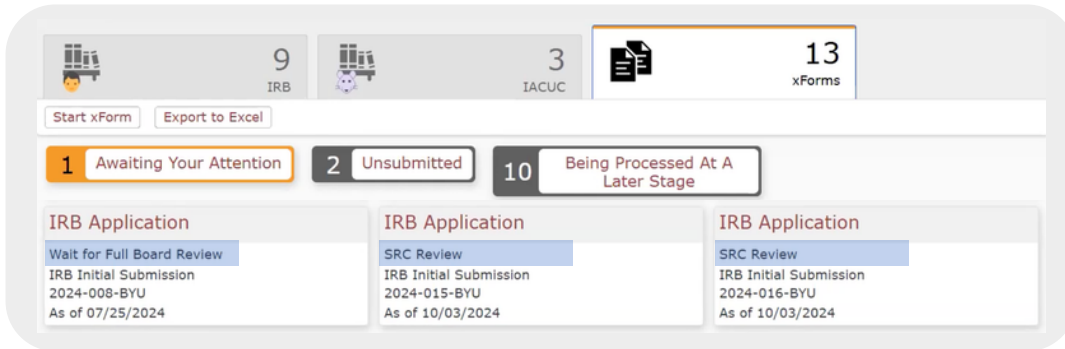 9
IRB
3
IACUC
13
xForms
Start xForm
Export to Excel
1
Awaiting Your Attention
2
Unsubmitted
10
Being Processed At A
Later Stage
IRB Application
Wait for Full Board Review
IRB Initial Submission
2024-008-BYU
As of 07/25/2024
IRB Application
SRC Review
IRB Initial Submission
2024-015-BYU
As of 10/03/2024
IRB Application
SRC Review
IRB Initial Submission
2024-016-BYU
As of 10/03/2024